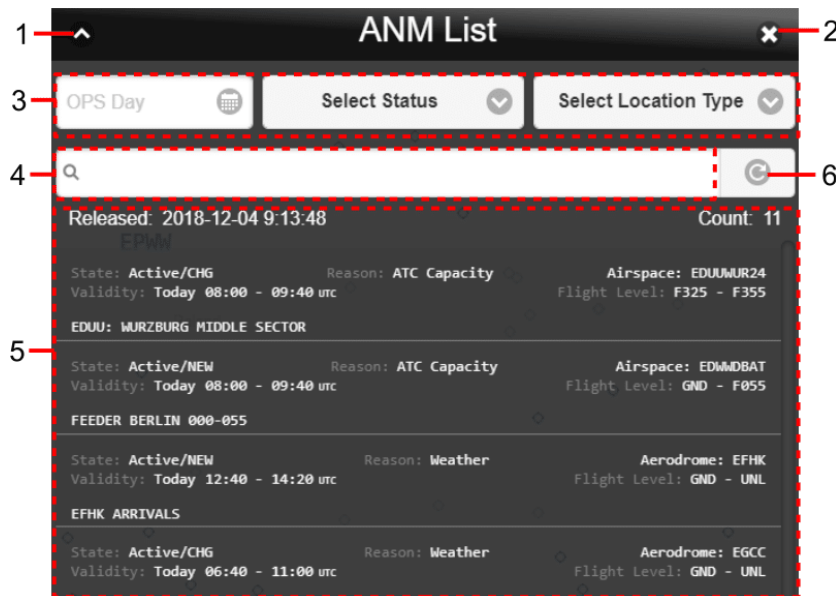 1 ANM List 2
3 OPS Day Select Status Select Location Type
4 6
Released: 2018-12-04 9:13:48 Count: 11
EPWW
State: Active/CHG Reason: ATC Capacity Airspace: EDUUWUR24
Validity: Today 08:00 - 09:40 UTC Flight Level: F325 - F355
EDUU: WURZBURG MIDDLE SECTOR
5
State: Active/NEW Reason: ATC Capacity Airspace: EDWWDBAT
Validity: Today 08:00 - 09:40 UTC Flight Level: GND - F055
FEEDER BERLIN 000-055
State: Active/NEW Reason: Weather Aerodrome: EFHK
Validity: Today 12:40 - 14:20 UTC Flight Level: GND - UNL
EFHK ARRIVALS
State: Active/CHG Reason: Weather Aerodrome: EGCC
Validity: Today 06:40 - 11:00 UTC Flight Level: GND - UNL